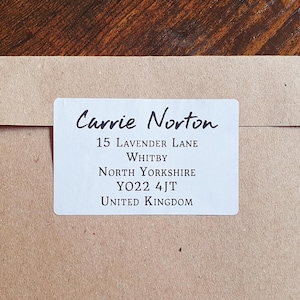 Carrie Norton
15 Lavender Lane
Whitby
North Yorkshire
YO22 4JT
United Kingdom